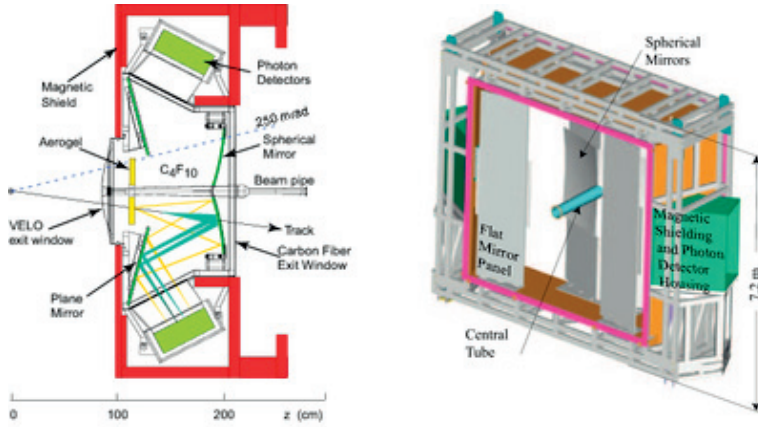 Magnetic
Shield
Aerogel
VELO
exit window
Plane
Mirror
C4F10
250 mrad
Photon
Detectors
Spherical
Mirror
Beam pipe
Track
Carbon Fiber
Exit Window
0 100 200 z (cm)
Spherical
Mirrors
Flat
Mirror
Panel
Central
Tube
Magnetic
Shielding
and Photon
Detector
Housing
7.2 m